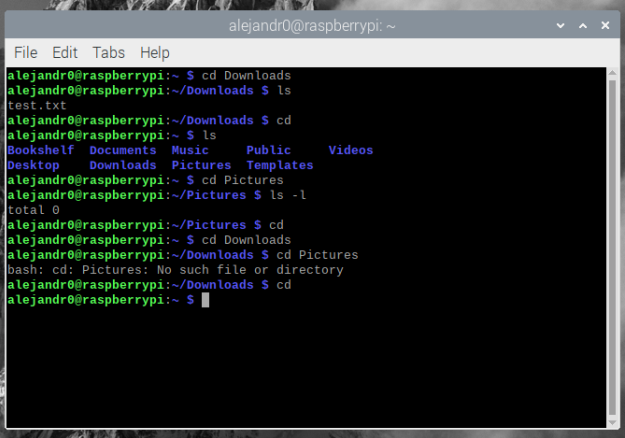 alejandr0@raspberrypi: ~
File Edit Tabs Help
alejandr0@raspberrypi:~ $ cd Downloads
alejandr0@raspberrypi:~/Downloads $ ls
test.txt
alejandr0@raspberrypi:~/Downloads $ cd
alejandr0@raspberrypi:~ $ ls
Bookshelf  Documents  Music     Public     Videos
Desktop    Downloads  Pictures  Templates
alejandr0@raspberrypi:~ $ cd Pictures
alejandr0@raspberrypi:~/Pictures $ ls -l
total 0
alejandr0@raspberrypi:~/Pictures $ cd
alejandr0@raspberrypi:~ $ cd Downloads
alejandr0@raspberrypi:~/Downloads $ cd Pictures
bash: cd: Pictures: No such file or directory
alejandr0@raspberrypi:~/Downloads $ cd
alejandr0@raspberrypi:~ $